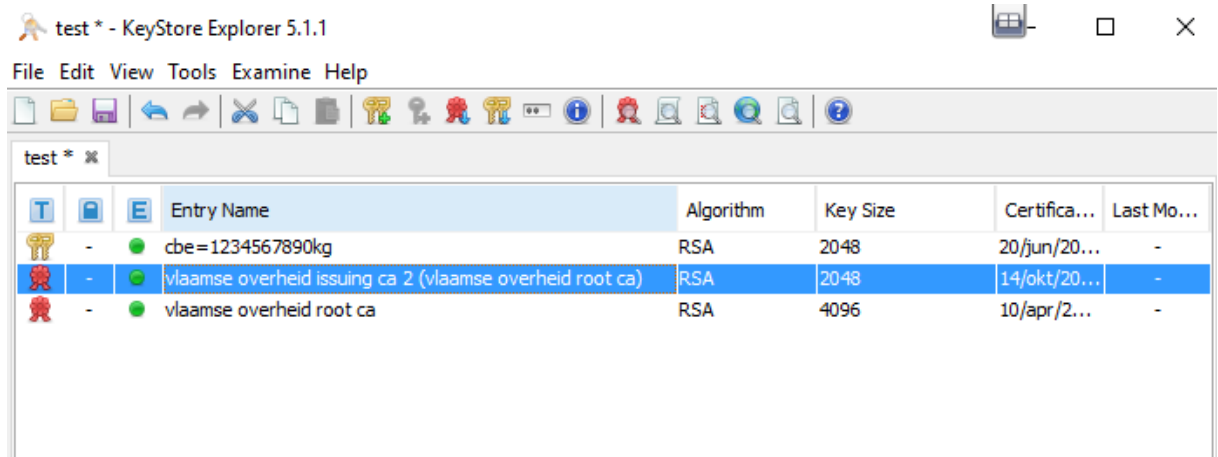 test * - KeyStore Explorer 5.1.1
File Edit View Tools Examine Help
test *
T E Entry Name Algorithm Key Size Certifica... Last Mo...
- cbe=1234567890kg RSA 2048 20/jun/20... -
- vlaamse overheid issuing ca 2 (vlaamse overheid root ca) RSA 2048 14/okt/20... -
- vlaamse overheid root ca RSA 4096 10/apr/2... -